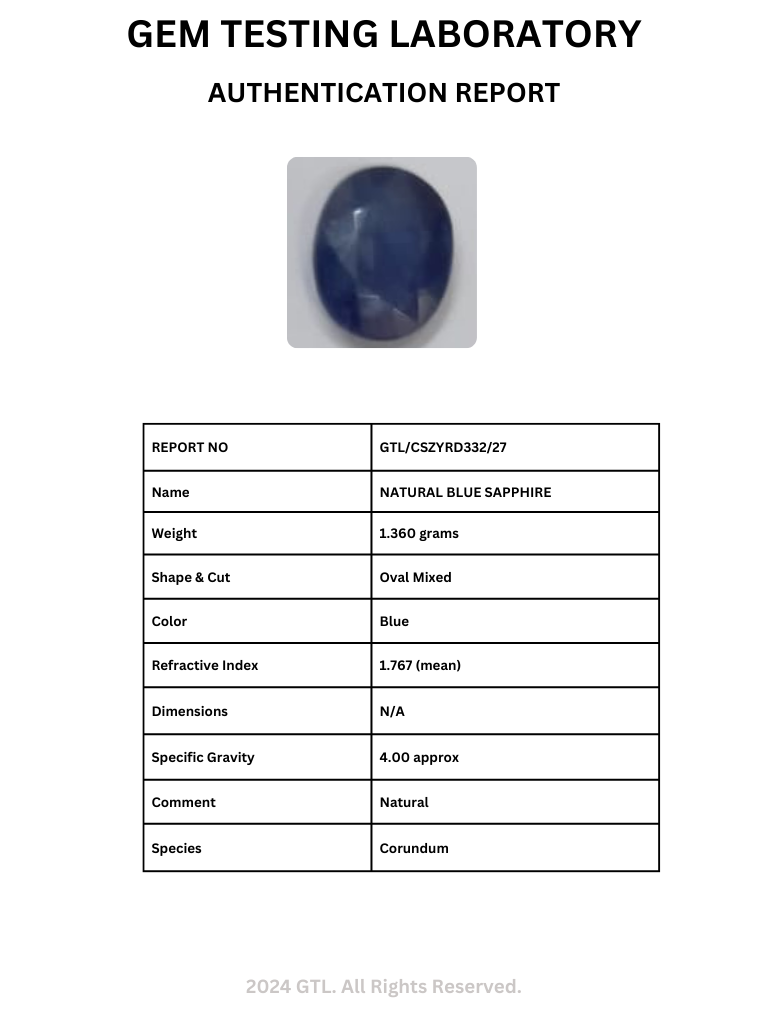 GEM TESTING LABORATORY
AUTHENTICATION REPORT
REPORT NO GTL/CSZYRD332/27
Name NATURAL BLUE SAPPHIRE
Weight 1.360 grams
Shape & Cut Oval Mixed
Color Blue
Refractive Index 1.767 (mean)
Dimensions N/A
Specific Gravity 4.00 approx
Comment Natural
Species Corundum
2024 GTL. All Rights Reserved.